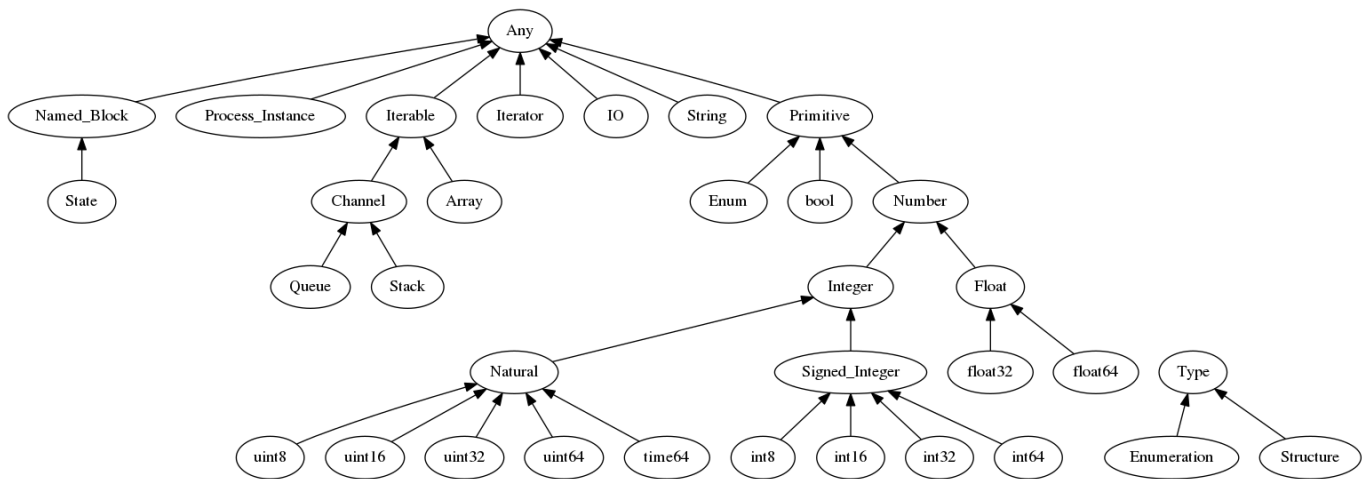 Any
Named_Block
Process_Instance
Iterable
Iterator
IO
String
Primitive
State
Channel
Array
Enum
bool
Number
Queue
Stack
Integer
Float
Natural
Signed_Integer
float32
float64
Type
uint8
uint16
uint32
uint64
time64
int8
int16
int32
int64
Enumeration
Structure